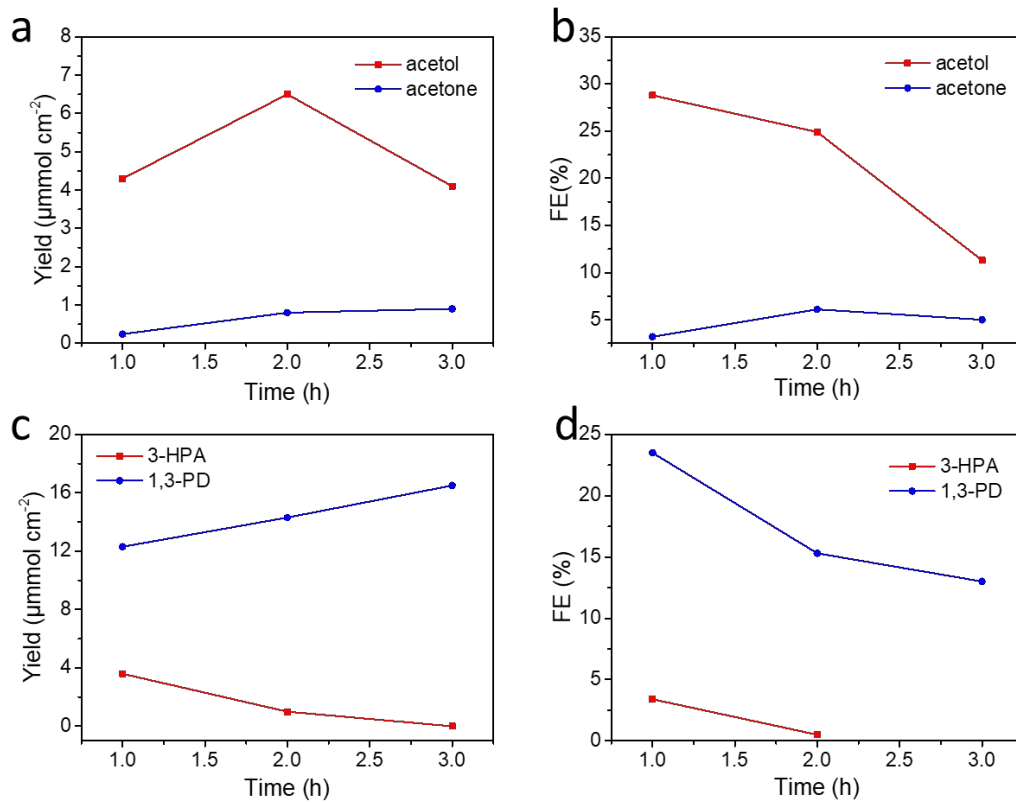 a
8
7
6
5
4
3
2
1
0
Yield (μmmol cm⁻²)
acetol
acetone
1.0 1.5 2.0 2.5 3.0
Time (h)
b
35
30
25
20
15
10
5
FE(%)
acetol
acetone
1.0 1.5 2.0 2.5 3.0
Time (h)
c
20
16
12
8
4
0
Yield (μmmol cm⁻²)
3-HPA
1,3-PD
1.0 1.5 2.0 2.5 3.0
Time (h)
d
25
20
15
10
5
0
FE (%)
3-HPA
1,3-PD
1.0 1.5 2.0 2.5 3.0
Time (h)